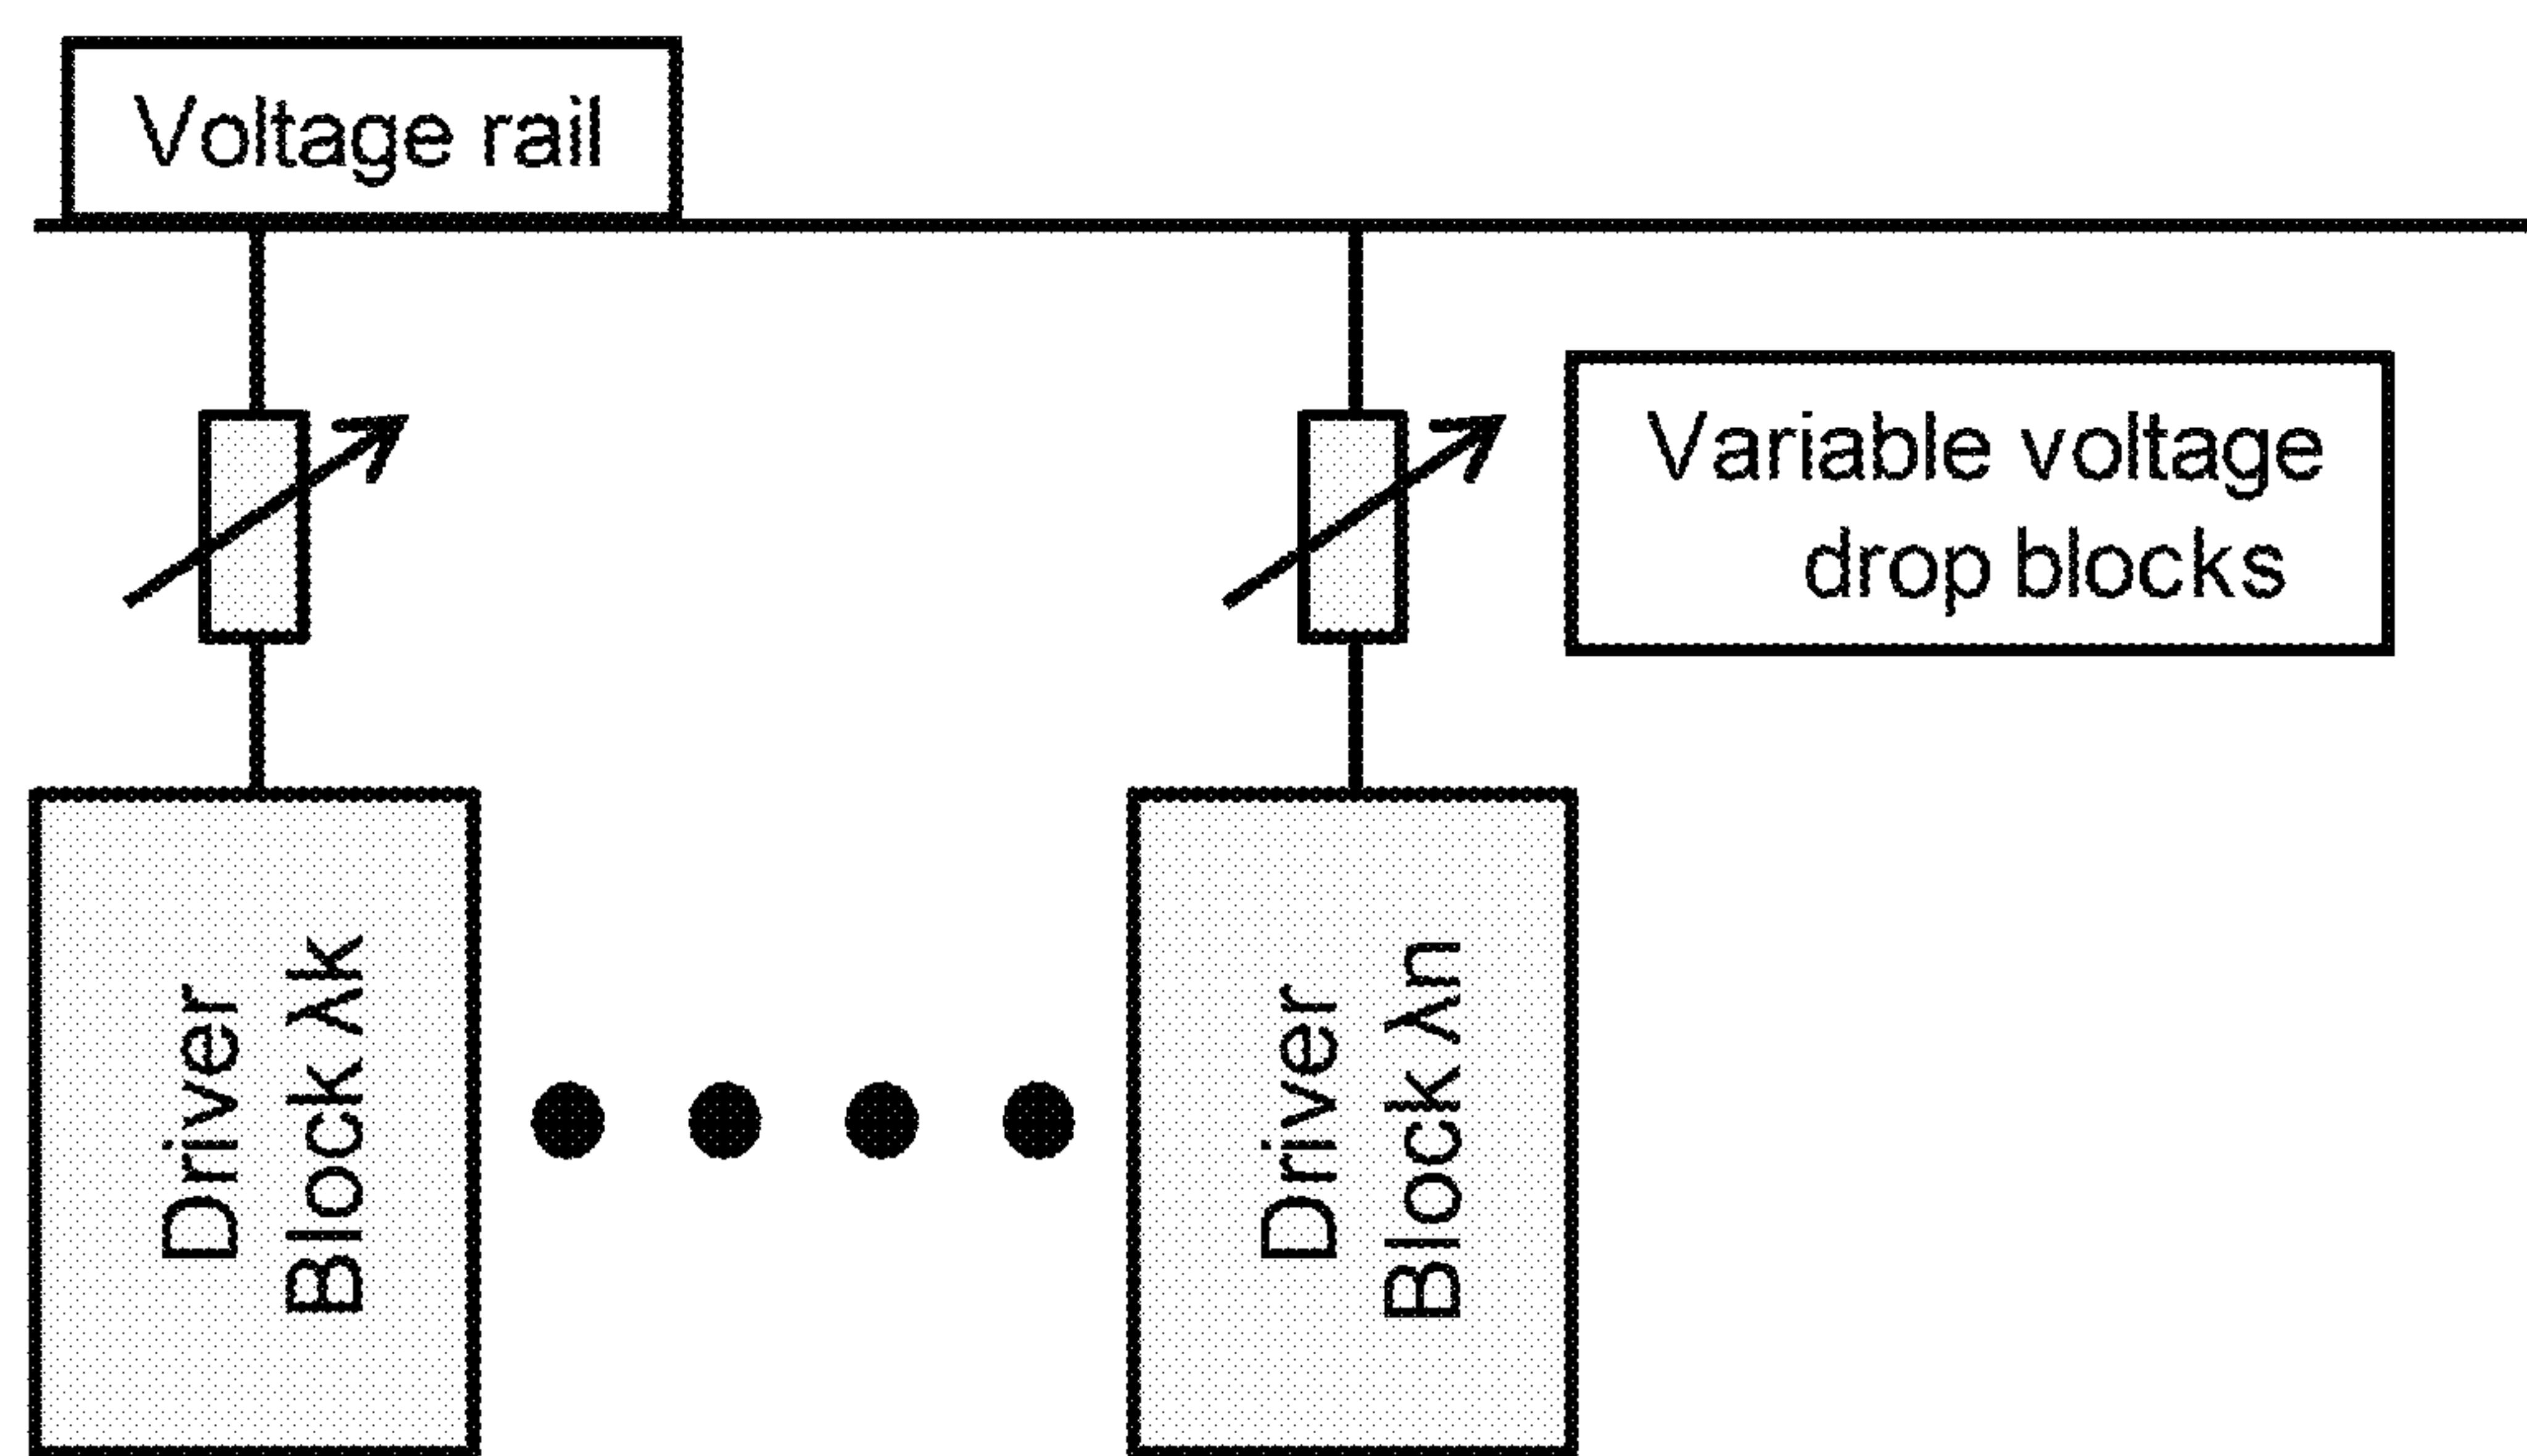 Voltage rail
Variable voltage
drop blocks
Driver
Block λk
Driver
Block λn